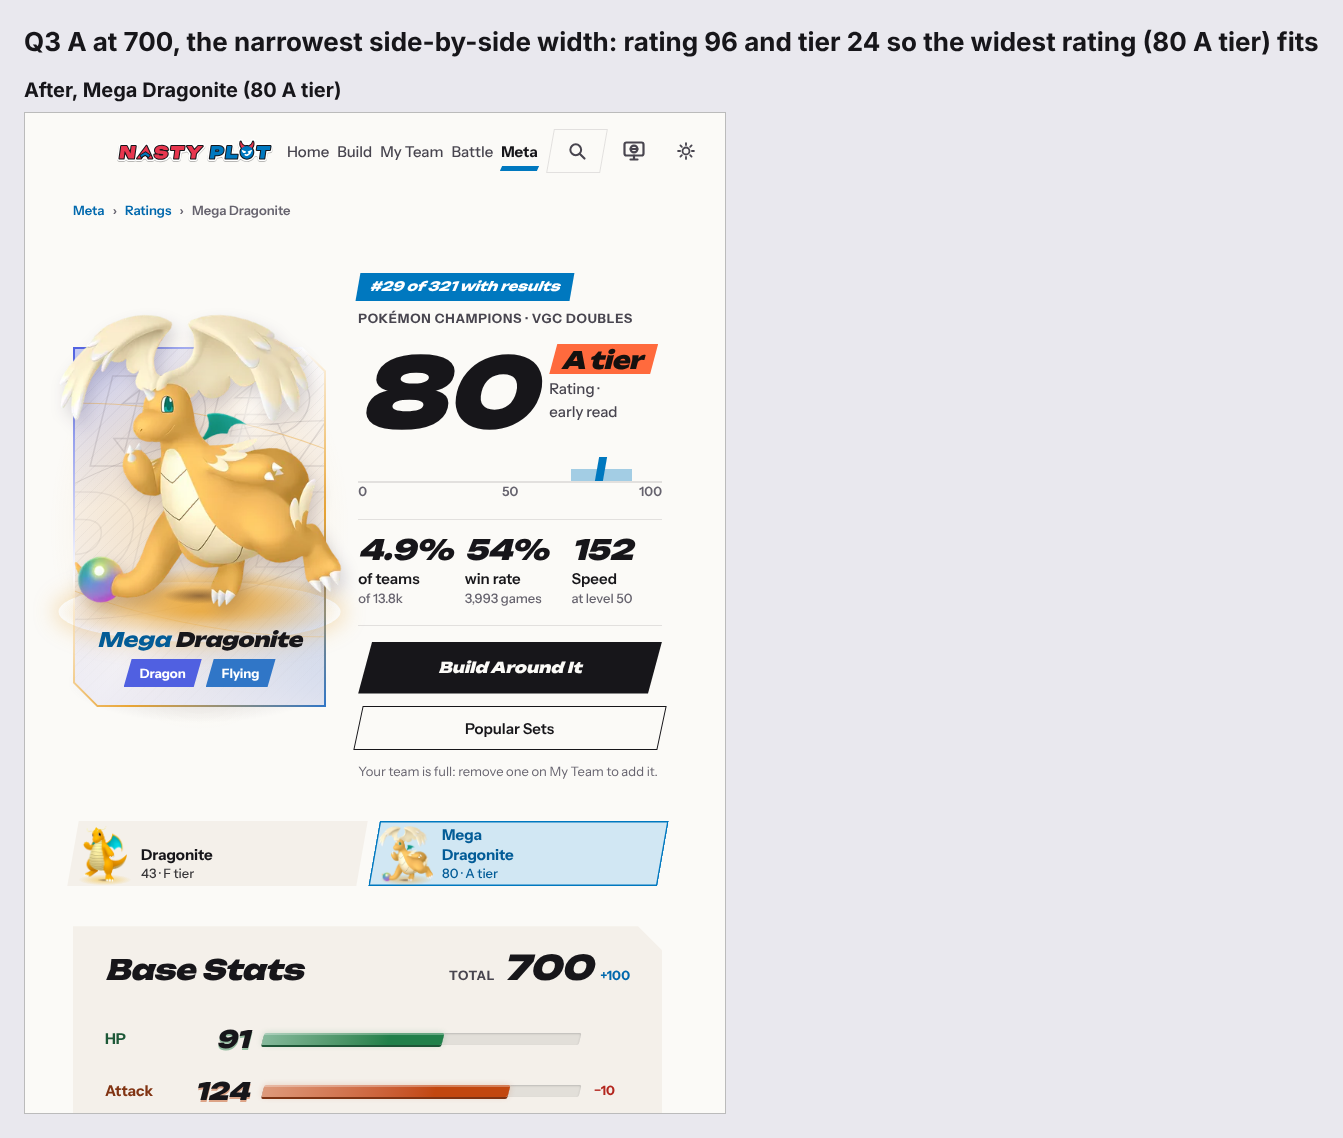 Q3 A at 700, the narrowest side-by-side width: rating 96 and tier 24 so the widest rating (80 A tier) fits
After, Mega Dragonite (80 A tier)
NASTY PLOT Home Build My Team Battle Meta
Meta › Ratings › Mega Dragonite
#29 of 321 with results
POKÉMON CHAMPIONS · VGC DOUBLES
80 A tier
Rating ·
early read
0 50 100
4.9% 54% 152
of teams win rate Speed
of 13.8k 3,993 games at level 50
Mega Dragonite
Dragon Flying
Build Around It
Popular Sets
Your team is full: remove one on My Team to add it.
Dragonite
43 · F tier
Mega
Dragonite
80 · A tier
Base Stats TOTAL 700 +100
HP 91
Attack 124 −10